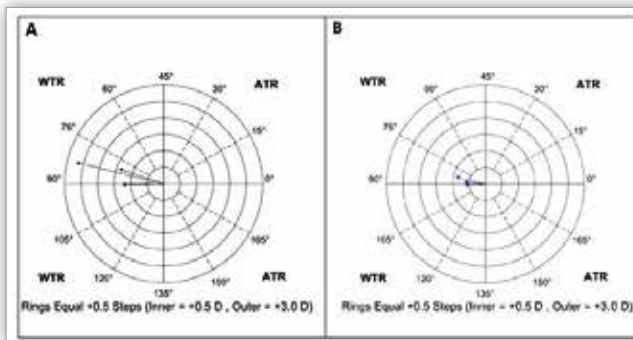 A
45°
60°
30°
WTR
ATR
75°
15°
90°
0°
105°
165°
WTR
120°
150°
ATR
135°
Rings Equal +0.5 Steps (Inner = +0.5 D , Outer = +3.0 D)
B
45°
60°
30°
WTR
ATR
75°
15°
90°
0°
105°
165°
WTR
120°
150°
ATR
135°
Rings Equal +0.5 Steps (Inner = +0.5 D , Outer = +3.0 D)